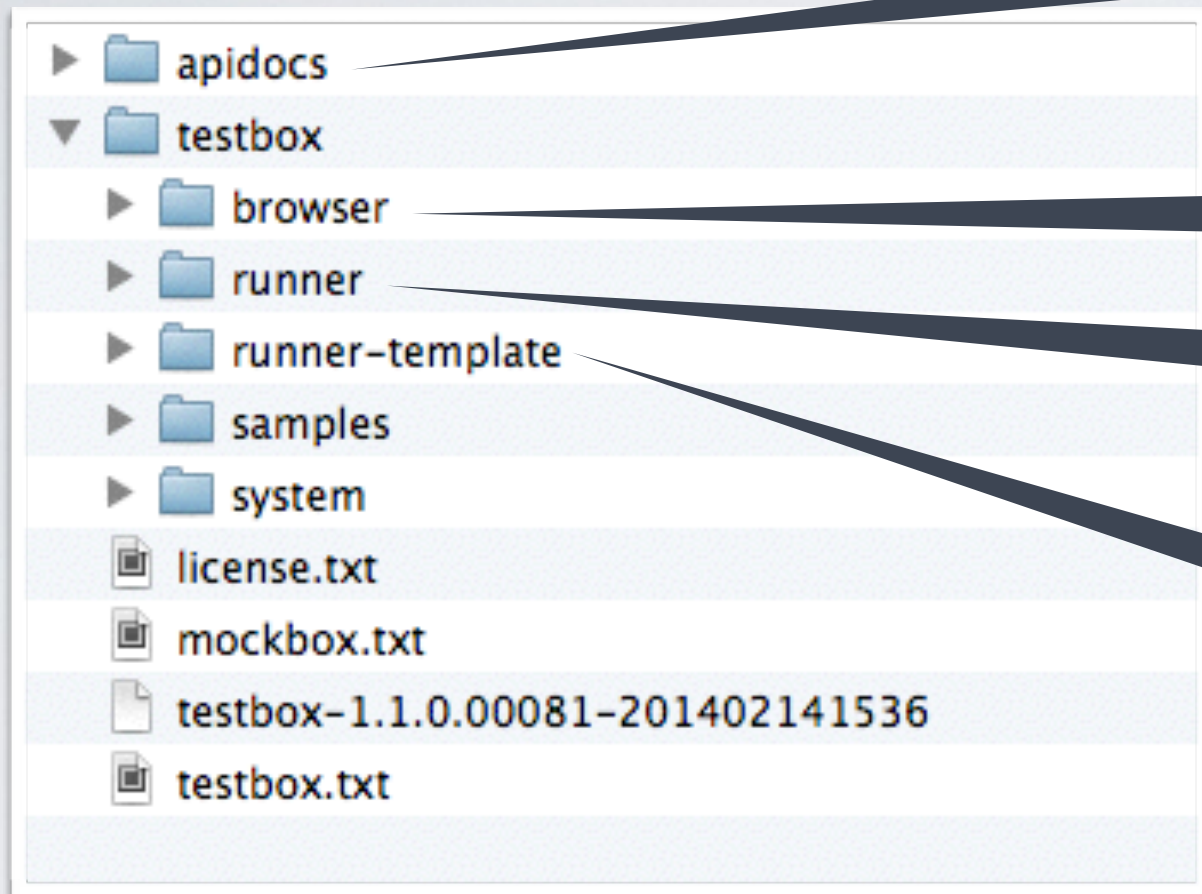 apidocs
testbox
browser
runner
runner-template
samples
system
license.txt
mockbox.txt
testbox-1.1.0.00081-201402141536
testbox.txt